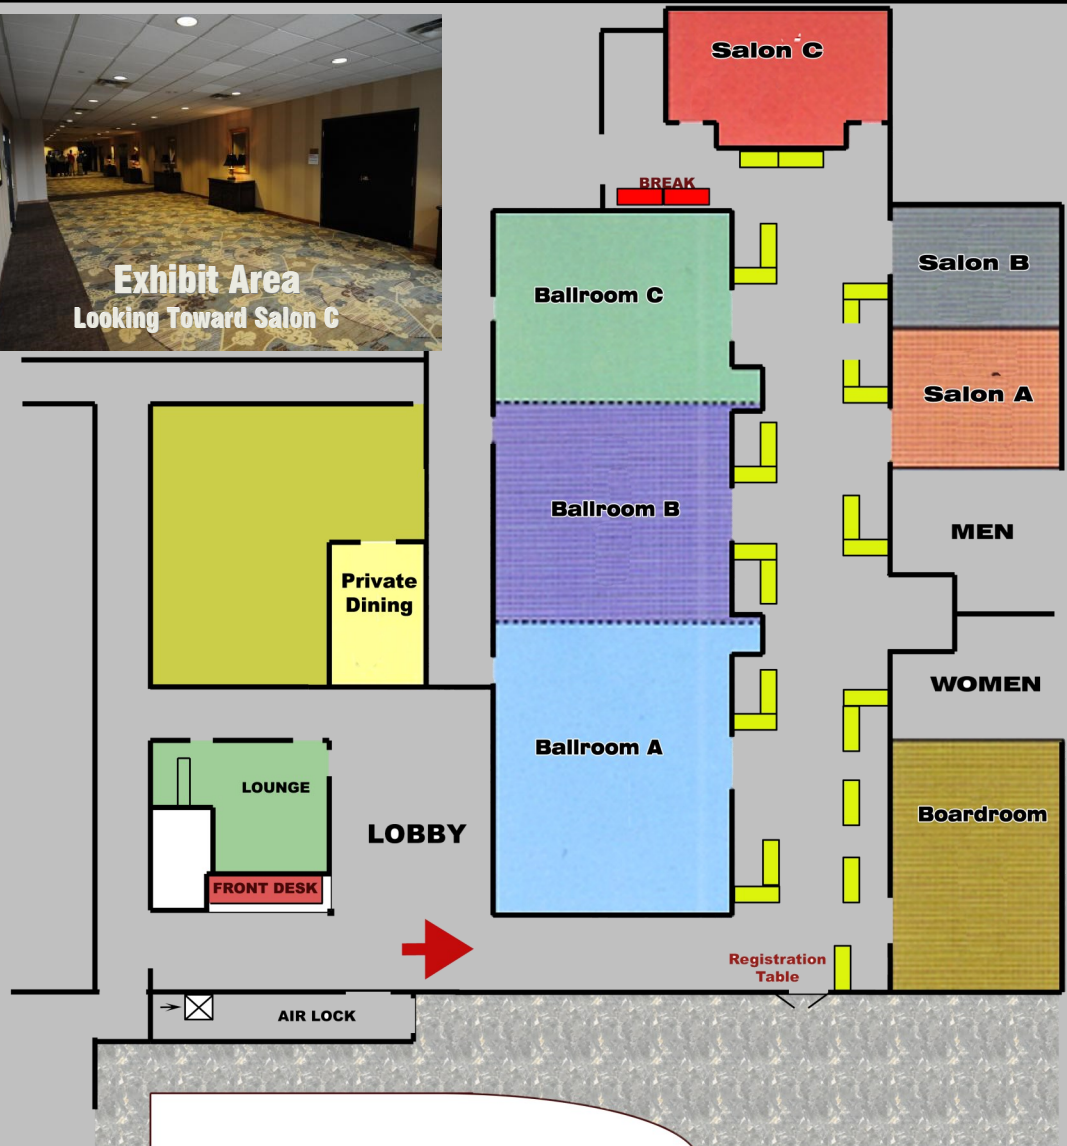 Exhibit Area
Looking Toward Salon C
Salon C
BREAK
Salon B
Ballroom C
Salon A
Ballroom B
MEN
Private
Dining
WOMEN
Ballroom A
LOUNGE
Boardroom
LOBBY
FRONT DESK
Registration
Table
AIR LOCK